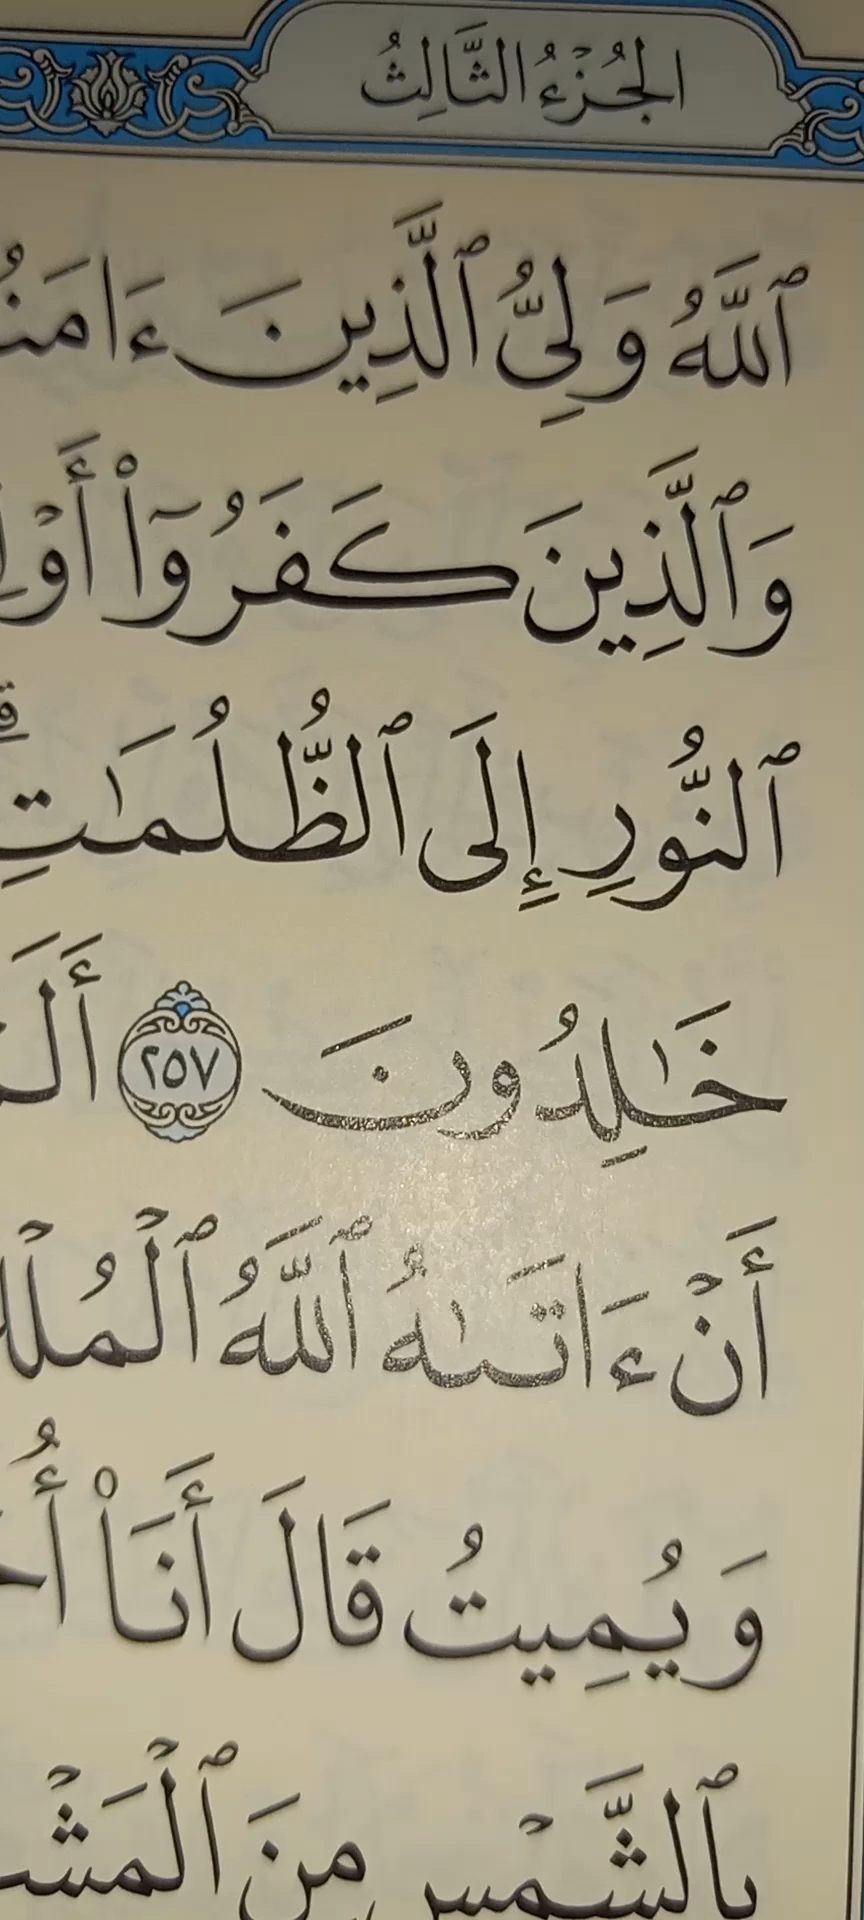 الجُزْءُ الثَّالِثُ
ٱللَّهُ وَلِيُّ ٱلَّذِينَ ءَامَنُ
وَٱلَّذِينَ كَفَرُوٓا۟ أَوْلِ
ٱلنُّورِ إِلَى ٱلظُّلُمَٰتِ
خَٰلِدُونَ ٢٥٧ أَلَمْ
أَنْ ءَاتَىٰهُ ٱللَّهُ ٱلْمُلْ
وَيُمِيتُ قَالَ أَنَا۠ أُ
بِٱلشَّمْسِ مِنَ ٱلْمَشْ